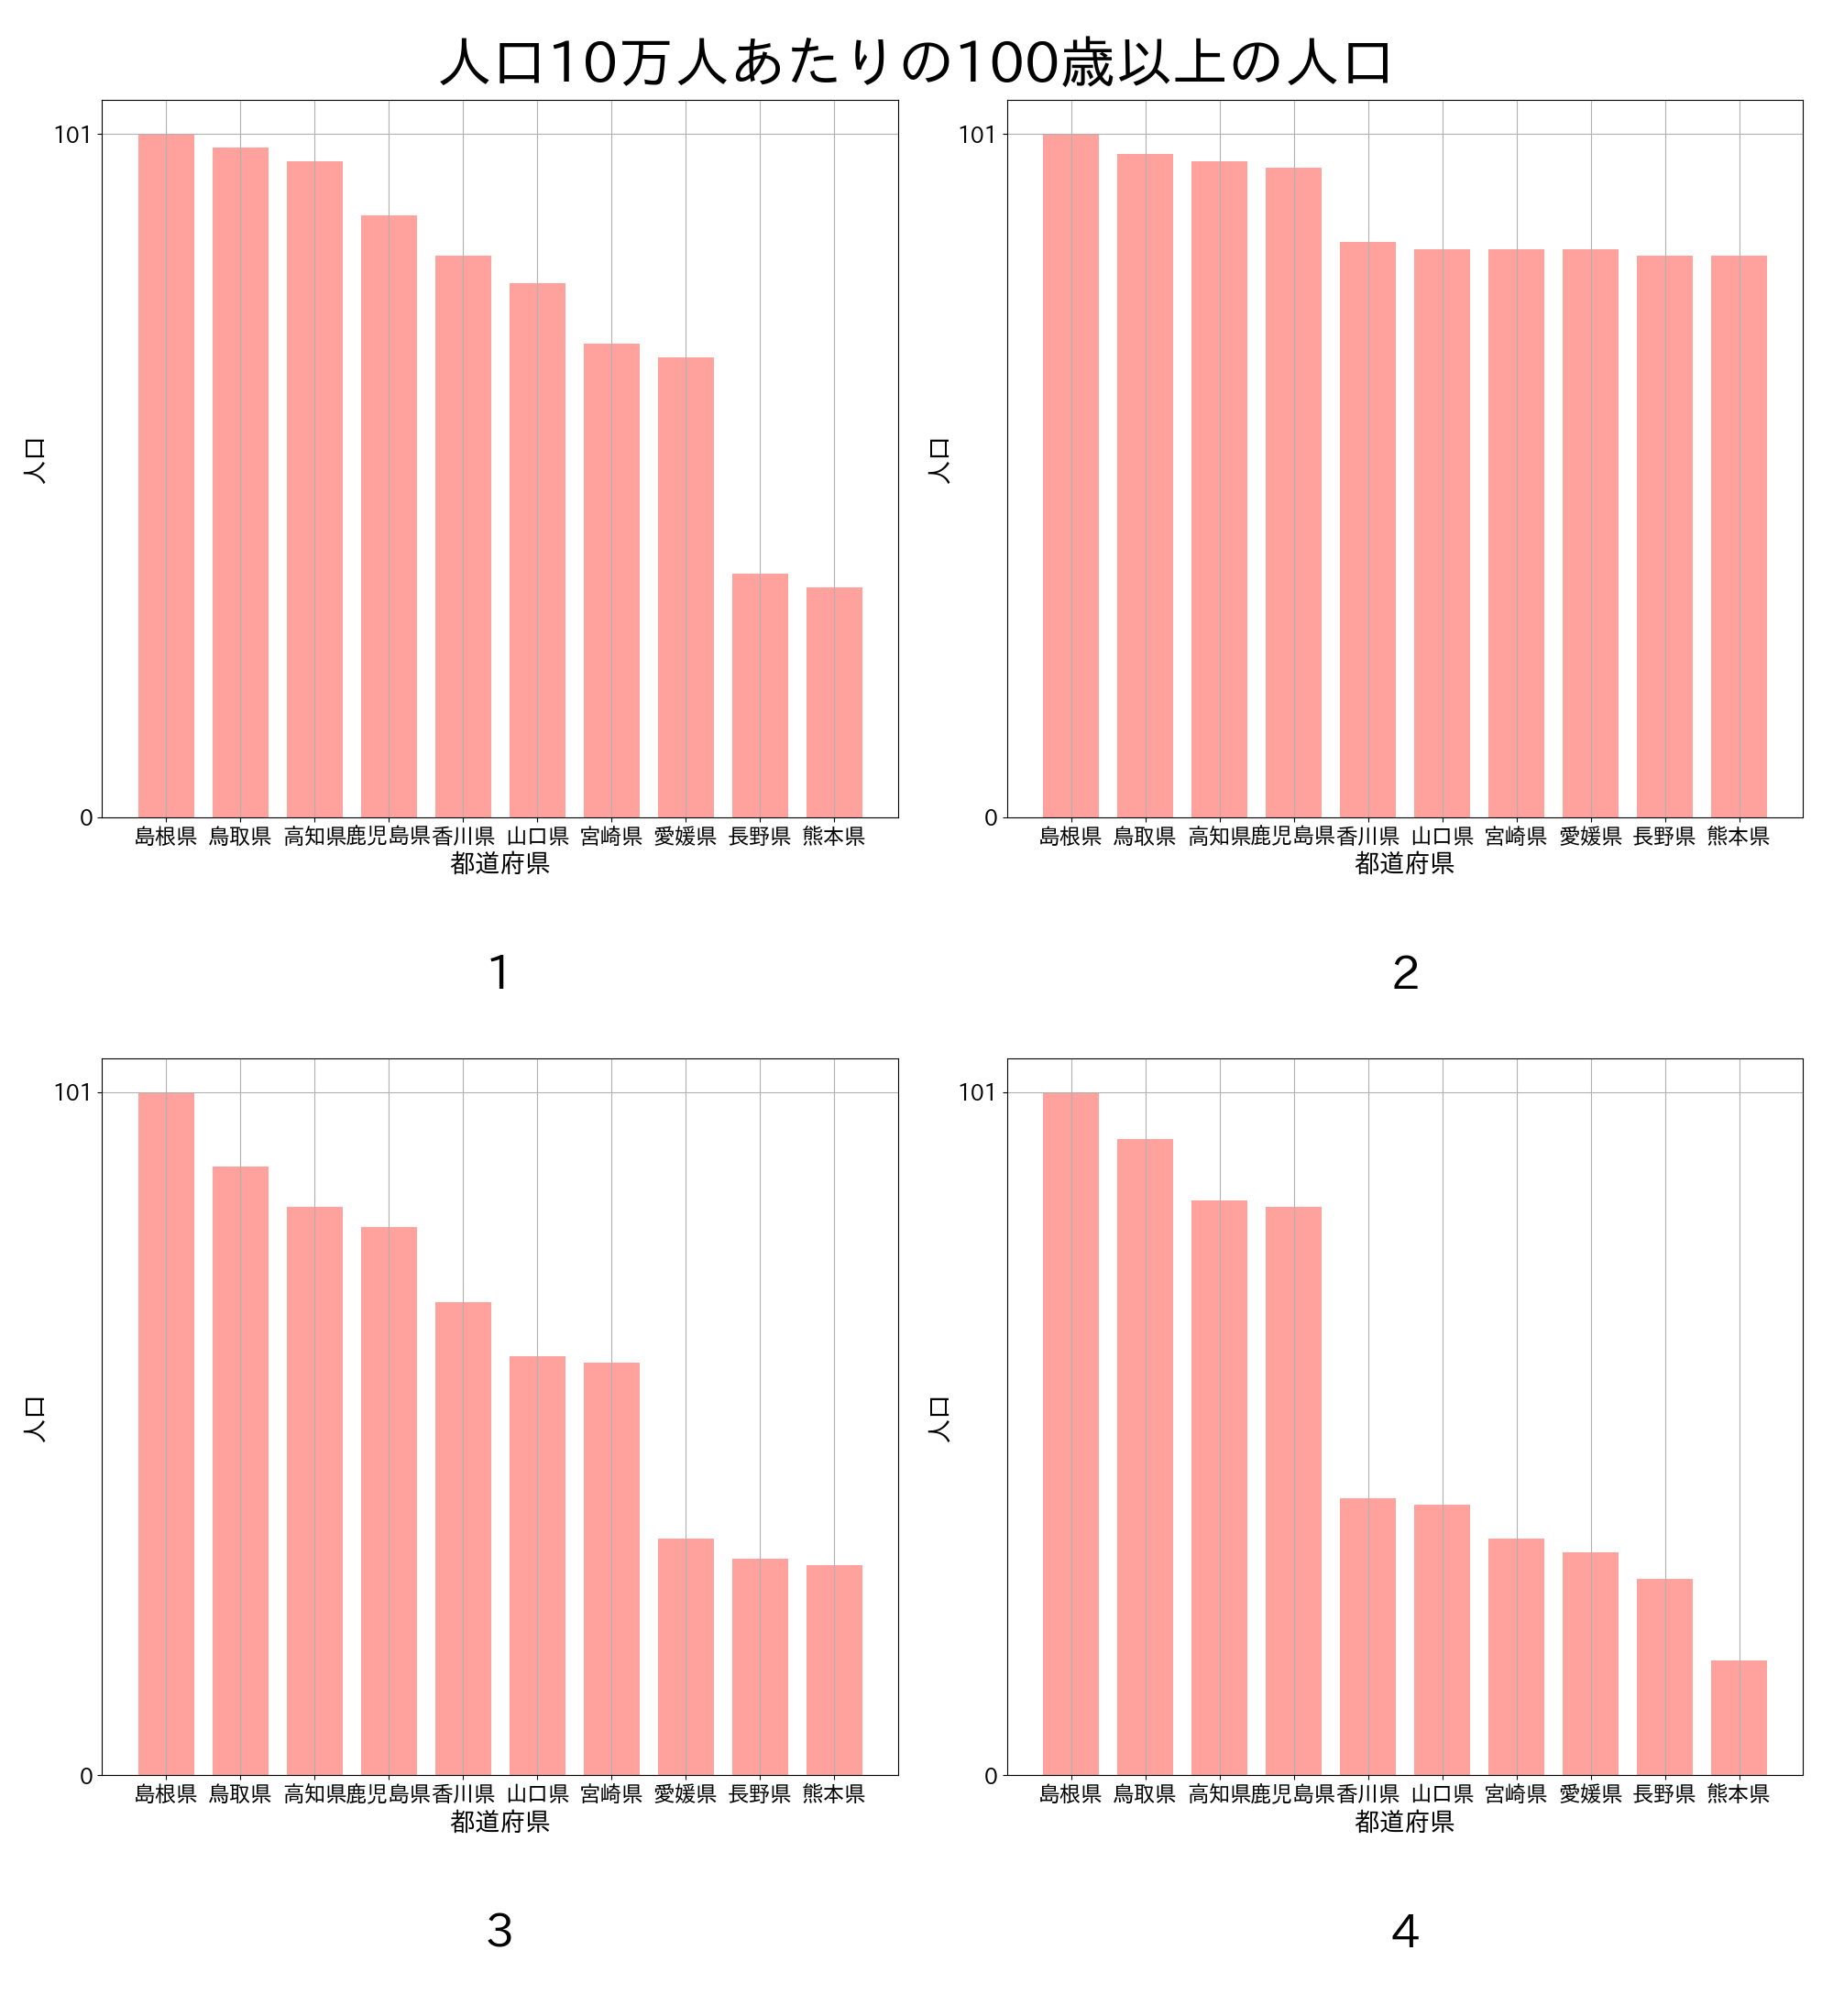 人口10万人あたりの100歳以上の人口
101
人口
0
島根県 鳥取県 高知県 鹿児島県 香川県 山口県 宮崎県 愛媛県 長野県 熊本県
都道府県
1
101
人口
0
島根県 鳥取県 高知県 鹿児島県 香川県 山口県 宮崎県 愛媛県 長野県 熊本県
都道府県
2
101
人口
0
島根県 鳥取県 高知県 鹿児島県 香川県 山口県 宮崎県 愛媛県 長野県 熊本県
都道府県
3
101
人口
0
島根県 鳥取県 高知県 鹿児島県 香川県 山口県 宮崎県 愛媛県 長野県 熊本県
都道府県
4